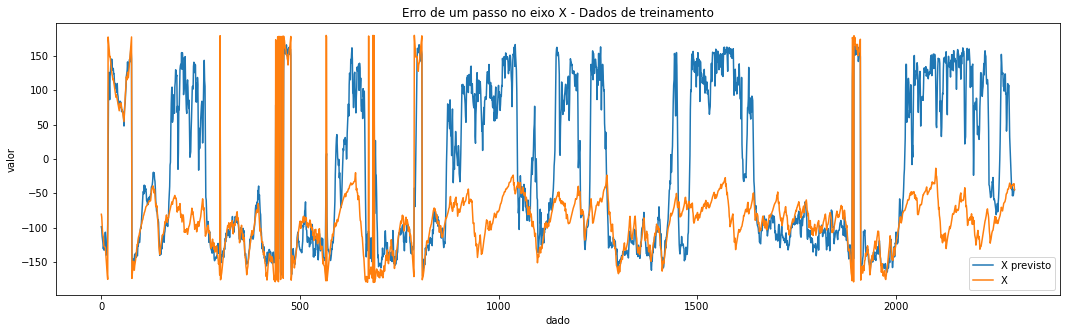 Erro de um passo no eixo X - Dados de treinamento
valor
150
100
50
0
−50
−100
−150
0
500
1000
1500
2000
dado
X previsto
X